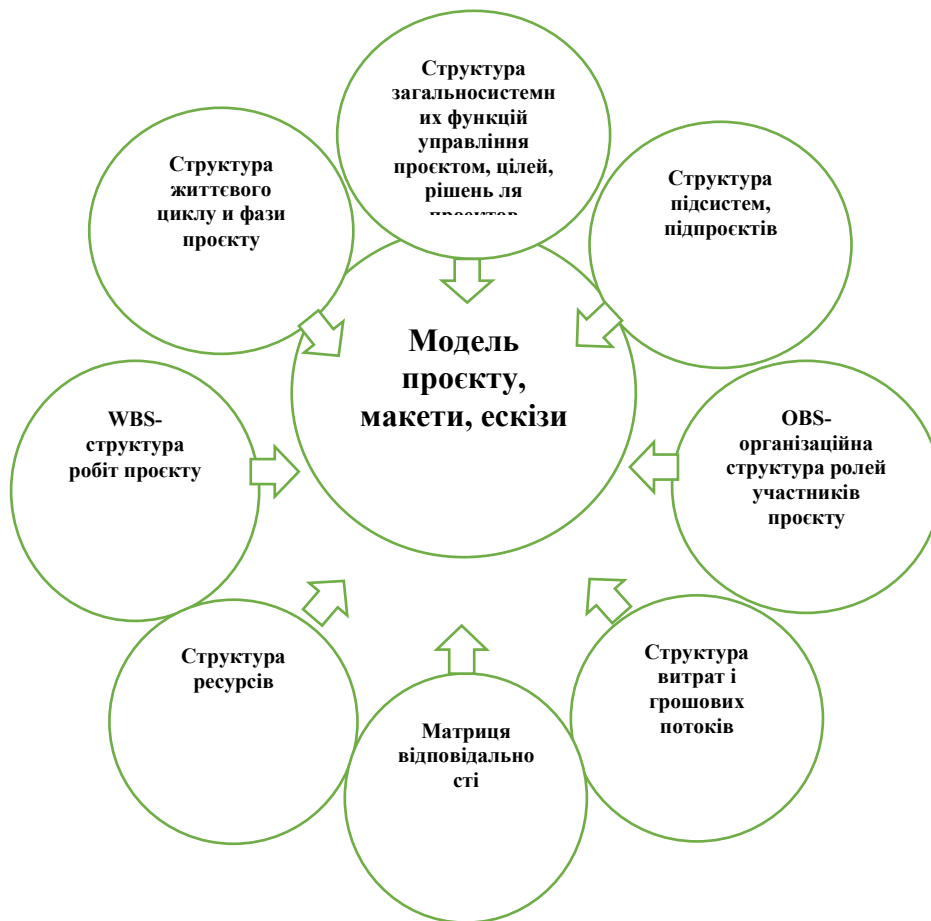 Структура
загальносистемн
их функцій
управління
проєктом, цілей,
рішень ля
проєктов
Структура
життєвого
циклу и фази
проєкту
Структура
підсистем,
підпроєктів
Модель
проєкту,
макети, ескізи
WBS-
структура
робіт проєкту
OBS-
організаційна
структура ролей
участників
проєкту
Структура
ресурсів
Структура
витрат і
грошових
потоків
Матриця
відповідально
сті